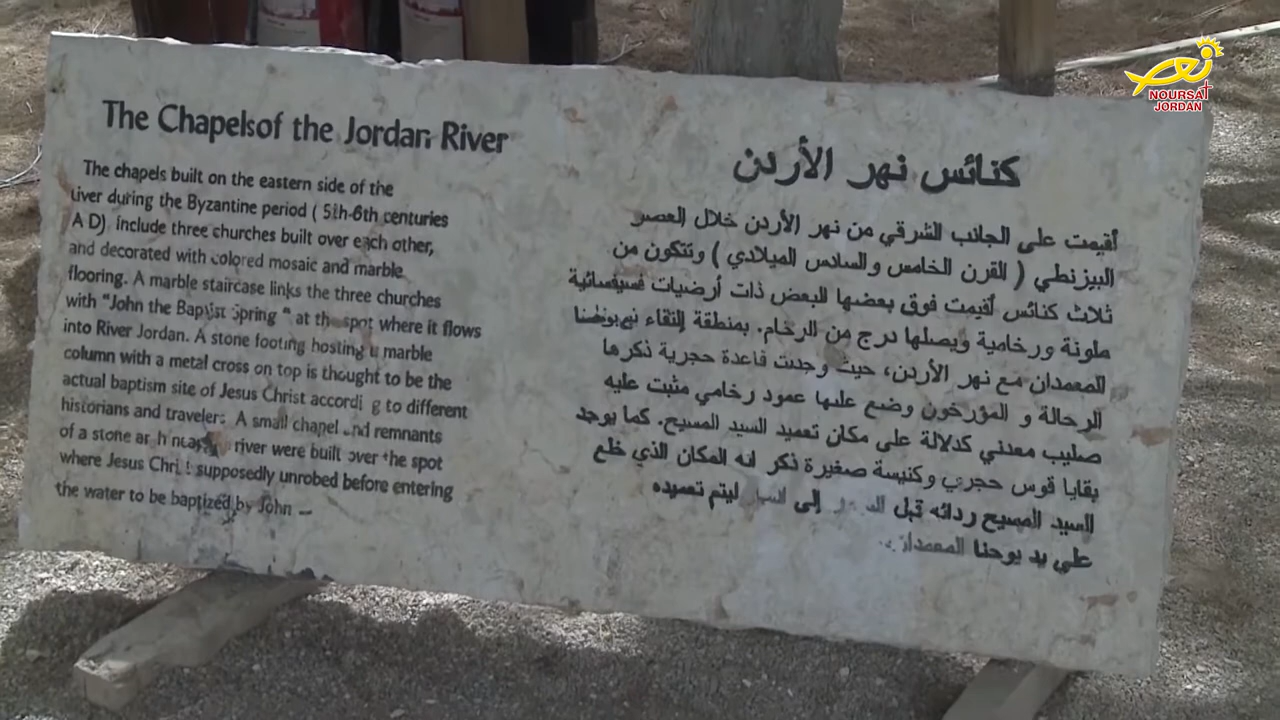 The Chapelsof the Jordan River
The chapels built on the eastern side of the
river during the Byzantine period ( 5th-6th centuries
A D) include three churches built over each other,
and decorated with colored mosaic and marble
flooring. A marble staircase links the three churches
with "John the Baptist Spring " at the spot where it flows
into River Jordan. A stone footing hosting a marble
column with a metal cross on top is thought to be the
actual baptism site of Jesus Christ according to different
historians and travelers A small chapel and remnants
of a stone arch river were built over the spot
where Jesus Christ supposedly unrobed before entering
the water to be baptized by John
كنائس نهر الأردن
أقيمت على الجانب الشرقي من نهر الأردن خلال العصر
البيزنطي ( القرن الخامس والسادس الميلادي ) وتتكون من
ثلاث كنائس أقيمت فوق بعضها البعض ذات أرضيات فسيفسائية
ملونة ورخامية ويصلها درج من الرخام. بمنطقة إلتقاء
المعمدان مع نهر الأردن، حيث وجدت قاعدة حجرية ذكرها
الرحالة و المؤرخون وضع عليها عمود رخامي مثبت عليه
صليب معدني كدلالة على مكان تعميد السيد المسيح. كما يوجد
بقايا قوس حجري وكنيسة صغيرة ذكر انه المكان الذي خلع
السيد المسيح ردائه قبل إلى ليتم تعميده
على يد يوحنا المعمدان
نور
NOURSAT
JORDAN